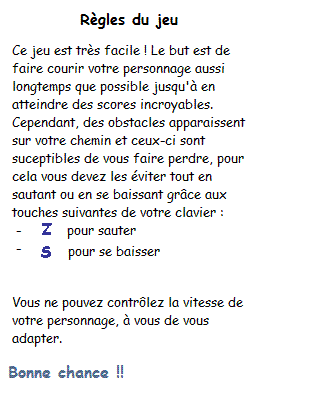 Règles du jeu
Ce jeu est très facile ! Le but est de
faire courir votre personnage aussi
longtemps que possible jusqu'à en
atteindre des scores incroyables.
Cependant, des obstacles apparaissent
sur votre chemin et ceux-ci sont
suceptibles de vous faire perdre, pour
cela vous devez les éviter tout en
sautant ou en se baissant grâce aux
touches suivantes de votre clavier :
- Z pour sauter
- S pour se baisser
Vous ne pouvez contrôlez la vitesse de
votre personnage, à vous de vous
adapter.
Bonne chance !!